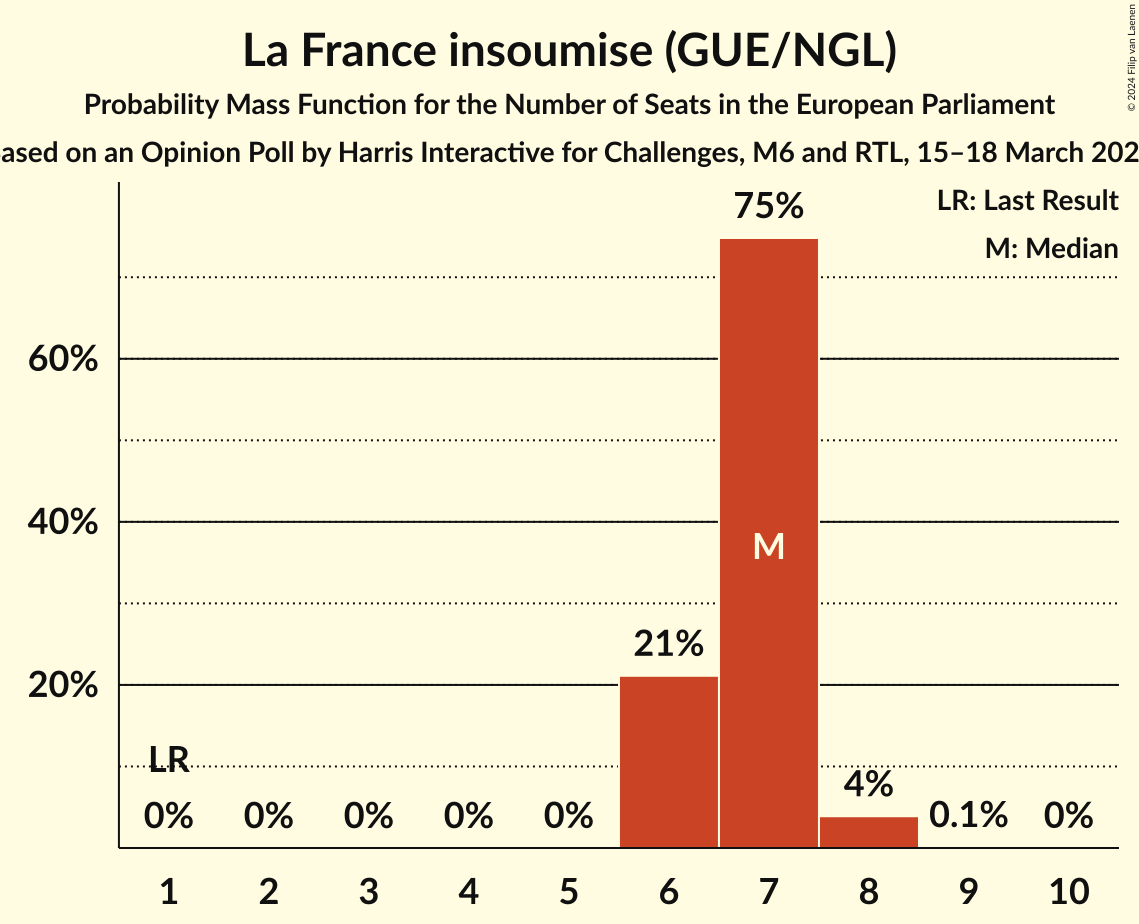 La France insoumise (GUE/NGL)
Probability Mass Function for the Number of Seats in the European Parliament
on an Opinion Poll by Harris Interactive for Challenges, M6 and RTL, 15–18 March
© 2024 Filip van Laenen
LR: Last Result
M: Median
75%
60%
40%
M
21%
20%
LR
4%
0% 0% 0% 0% 0% 0.1% 0%
1 2 3 4 5 6 7 8 9 10